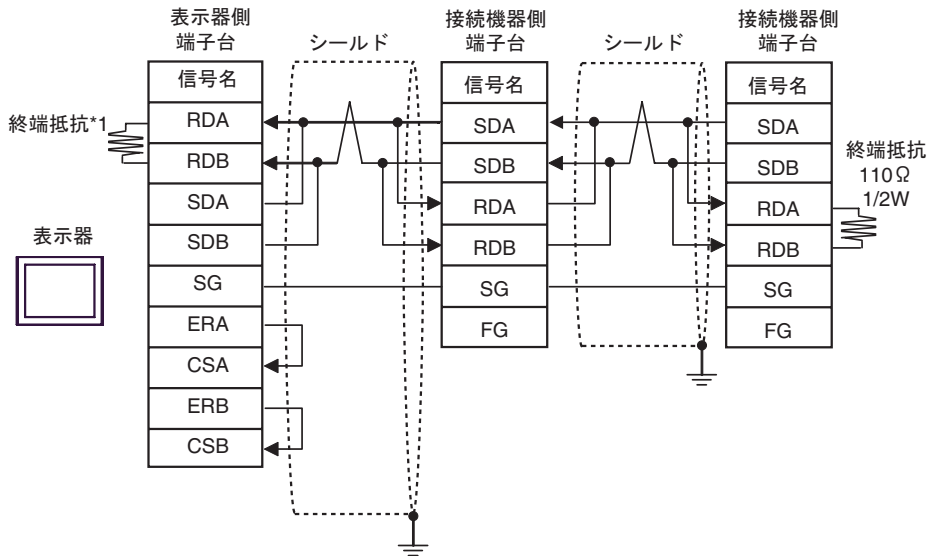 表示器側
端子台
シールド
接続機器側
端子台
シールド
接続機器側
端子台
信号名
RDA
RDB
SDA
SDB
SG
ERA
CSA
ERB
CSB
終端抵抗*1
表示器
信号名
SDA
SDB
RDA
RDB
SG
FG
信号名
SDA
SDB
RDA
RDB
SG
FG
終端抵抗
110Ω
1/2W